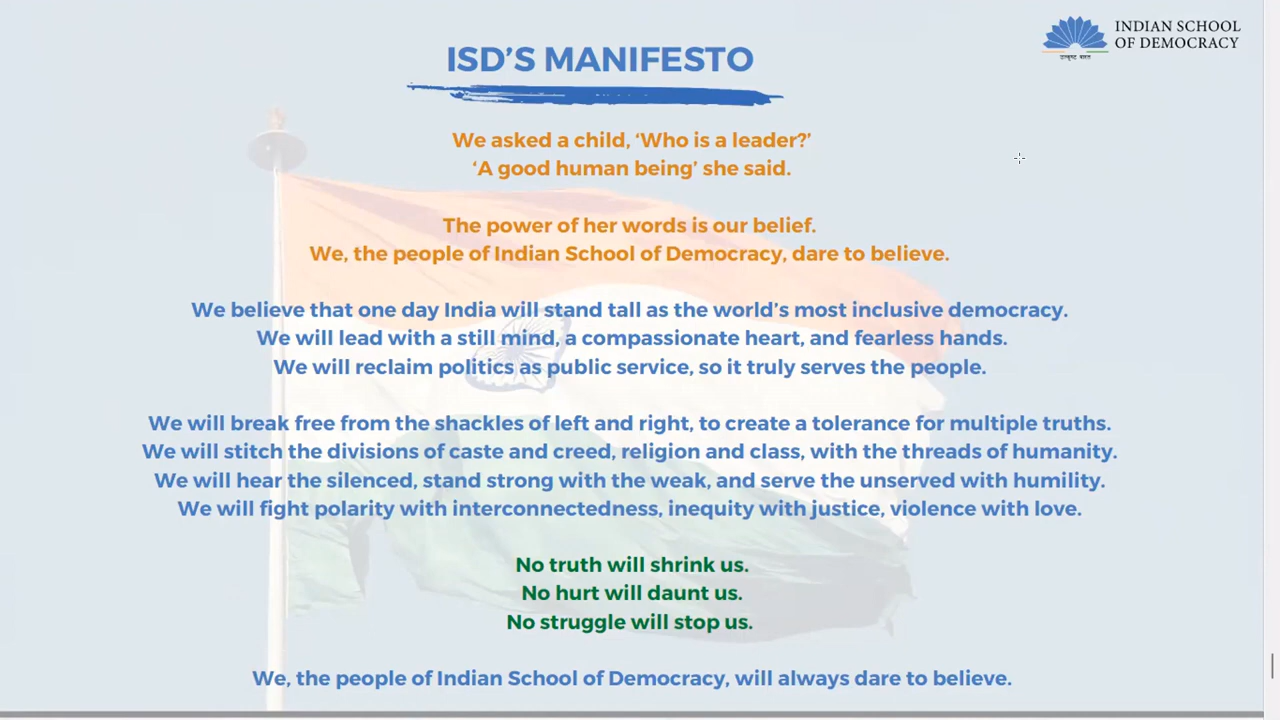 INDIAN SCHOOL
OF DEMOCRACY
उत्कृष्ट भारत
ISD'S MANIFESTO
We asked a child, ‘Who is a leader?’
‘A good human being’ she said.
The power of her words is our belief.
We, the people of Indian School of Democracy, dare to believe.
We believe that one day India will stand tall as the world's most inclusive democracy.
We will lead with a still mind, a compassionate heart, and fearless hands.
We will reclaim politics as public service, so it truly serves the people.
We will break free from the shackles of left and right, to create a tolerance for multiple truths.
We will stitch the divisions of caste and creed, religion and class, with the threads of humanity.
We will hear the silenced, stand strong with the weak, and serve the unserved with humility.
We will fight polarity with interconnectedness, inequity with justice, violence with love.
No truth will shrink us.
No hurt will daunt us.
No struggle will stop us.
We, the people of Indian School of Democracy, will always dare to believe.